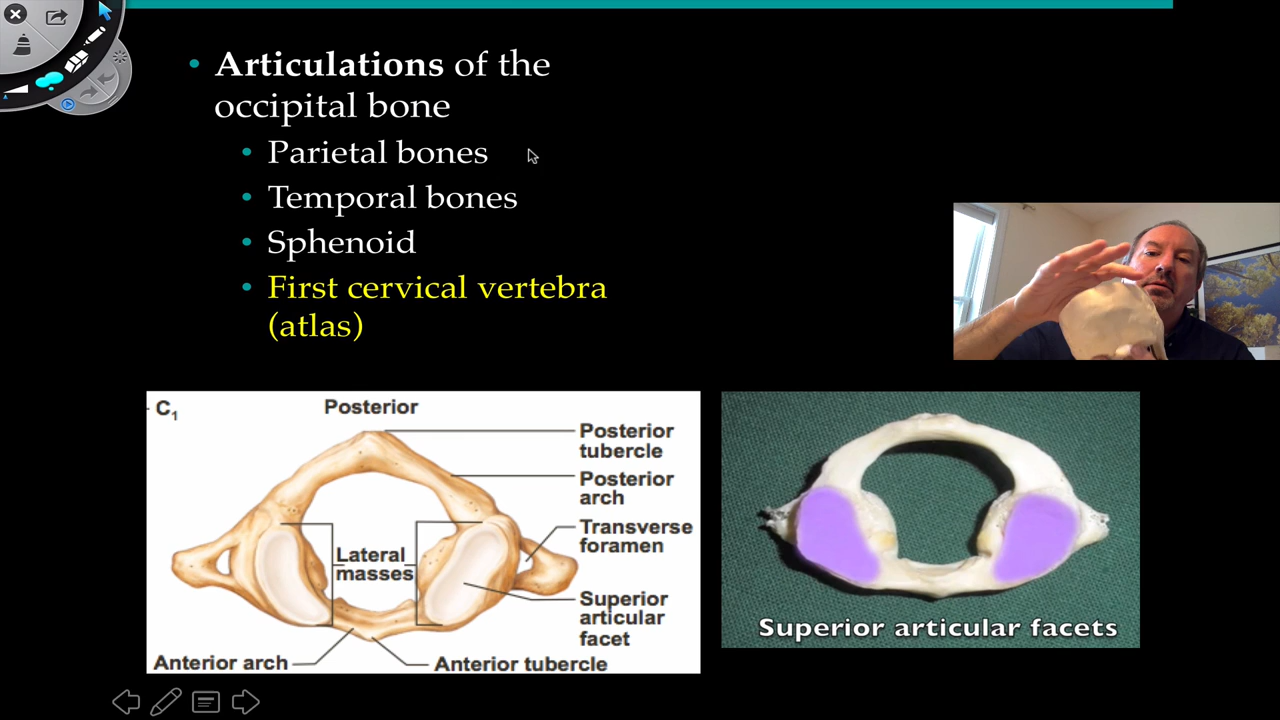 • Articulations of the
occipital bone
• Parietal bones
• Temporal bones
• Sphenoid
• First cervical vertebra
(atlas)
C1
Posterior
Posterior
tubercle
Posterior
arch
Transverse
foramen
Lateral
masses
Superior
articular
facet
Anterior arch
Anterior tubercle
Superior articular facets